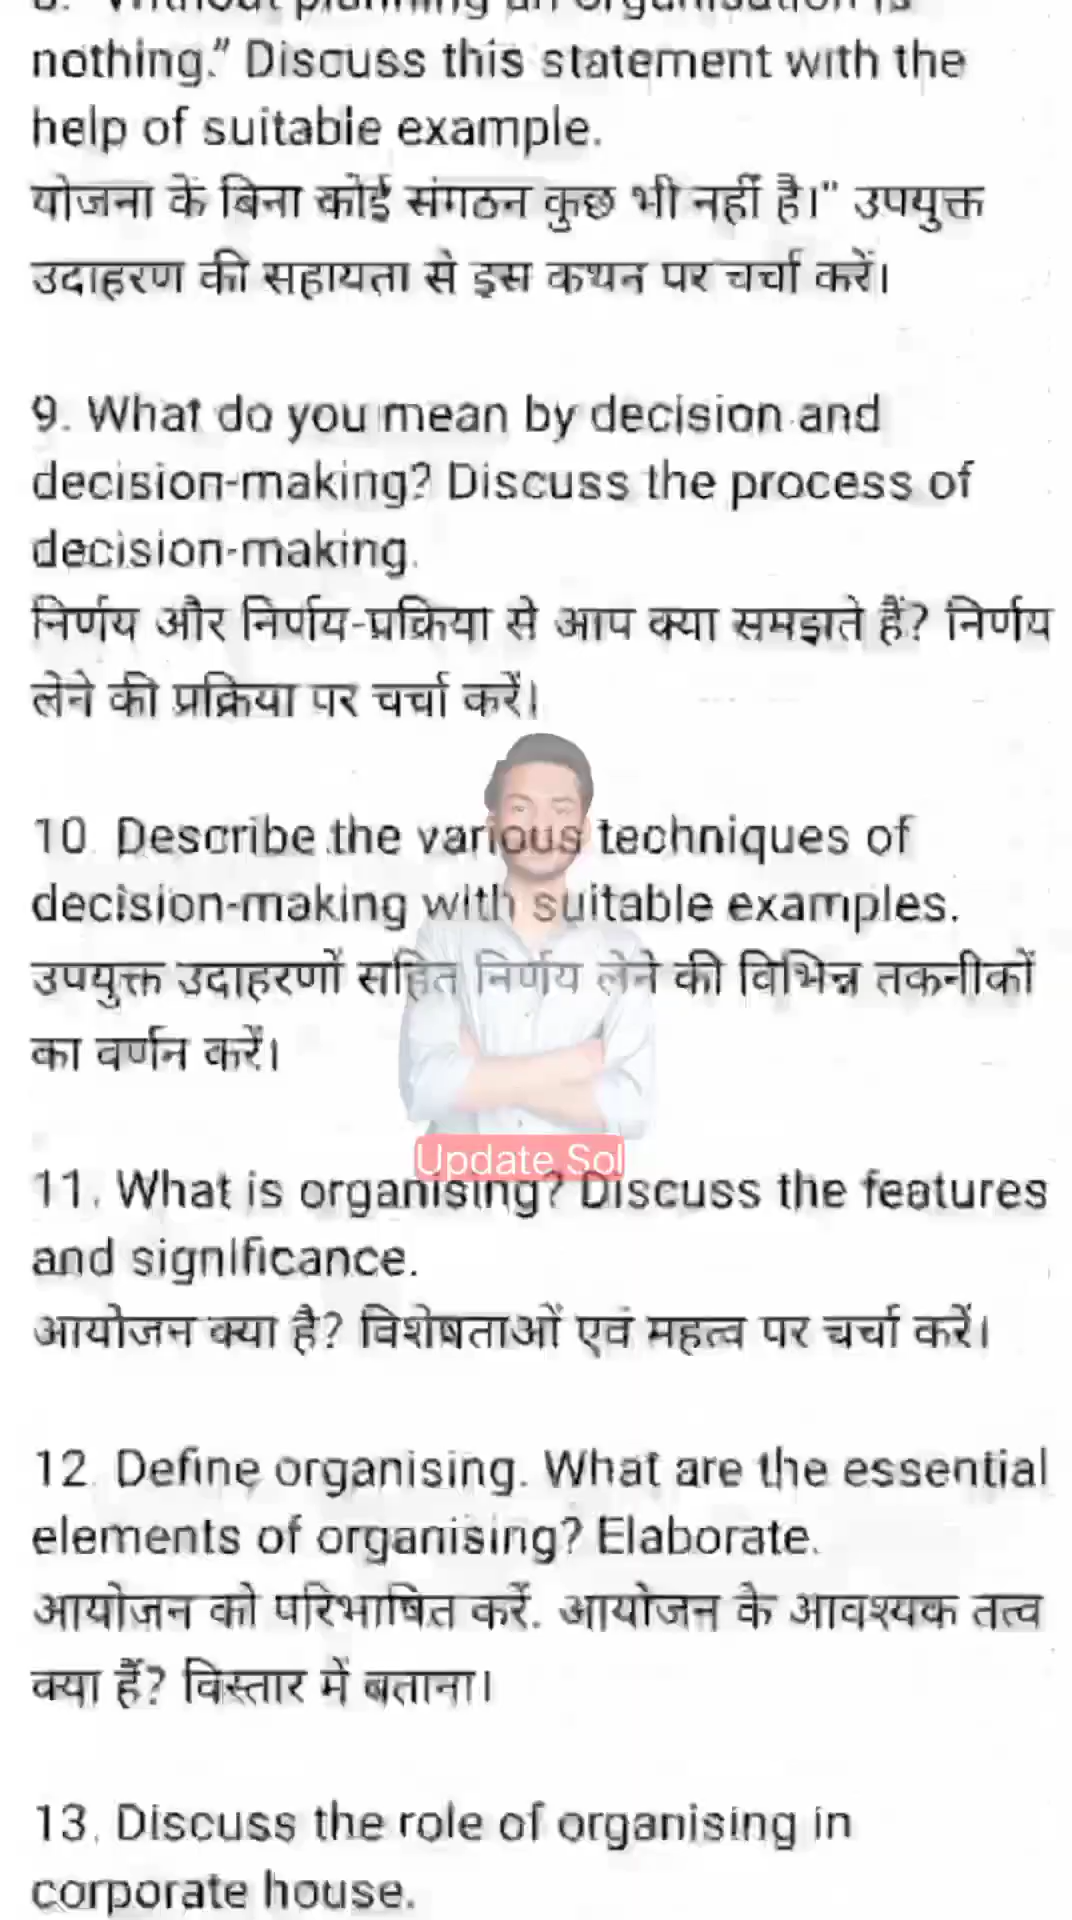 8. "Without planning an organisation is
nothing." Discuss this statement with the
help of suitable example.
योजना के बिना कोई संगठन कुछ भी नहीं है।" उपयुक्त
उदाहरण की सहायता से इस कथन पर चर्चा करें।
9. What do you mean by decision and
decision-making? Discuss the process of
decision-making.
निर्णय और निर्णय-प्रक्रिया से आप क्या समझते हैं? निर्णय
लेने की प्रक्रिया पर चर्चा करें।
10. Describe the various techniques of
decision-making with suitable examples.
उपयुक्त उदाहरणों सहित निर्णय लेने की विभिन्न तकनीकों
का वर्णन करें।
Update Sol
11. What is organising? Discuss the features
and significance.
आयोजन क्या है? विशेषताओं एवं महत्व पर चर्चा करें।
12. Define organising. What are the essential
elements of organising? Elaborate.
आयोजन को परिभाषित करें. आयोजन के आवश्यक तत्व
क्या हैं? विस्तार में बताना।
13. Discuss the role of organising in
corporate house.